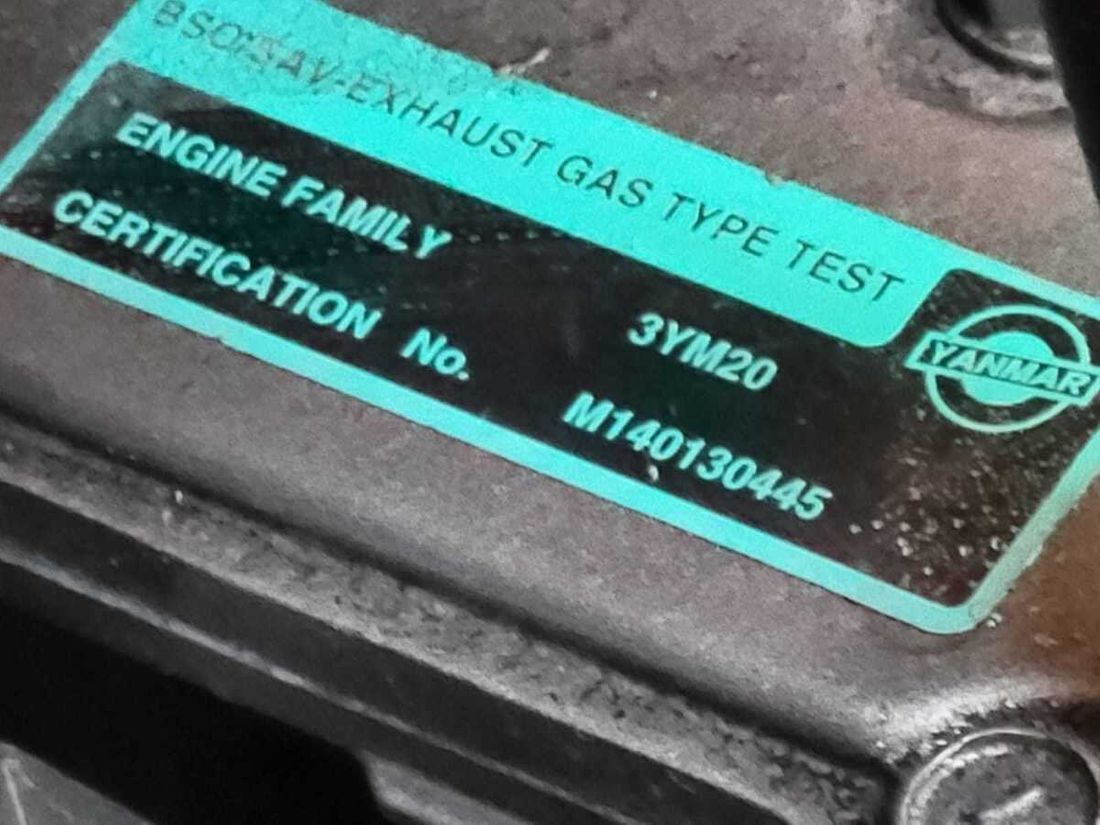 BSO/SAV-EXHAUST GAS TYPE TEST
ENGINE FAMILY 3YM20
CERTIFICATION No. M140130445
YANMAR